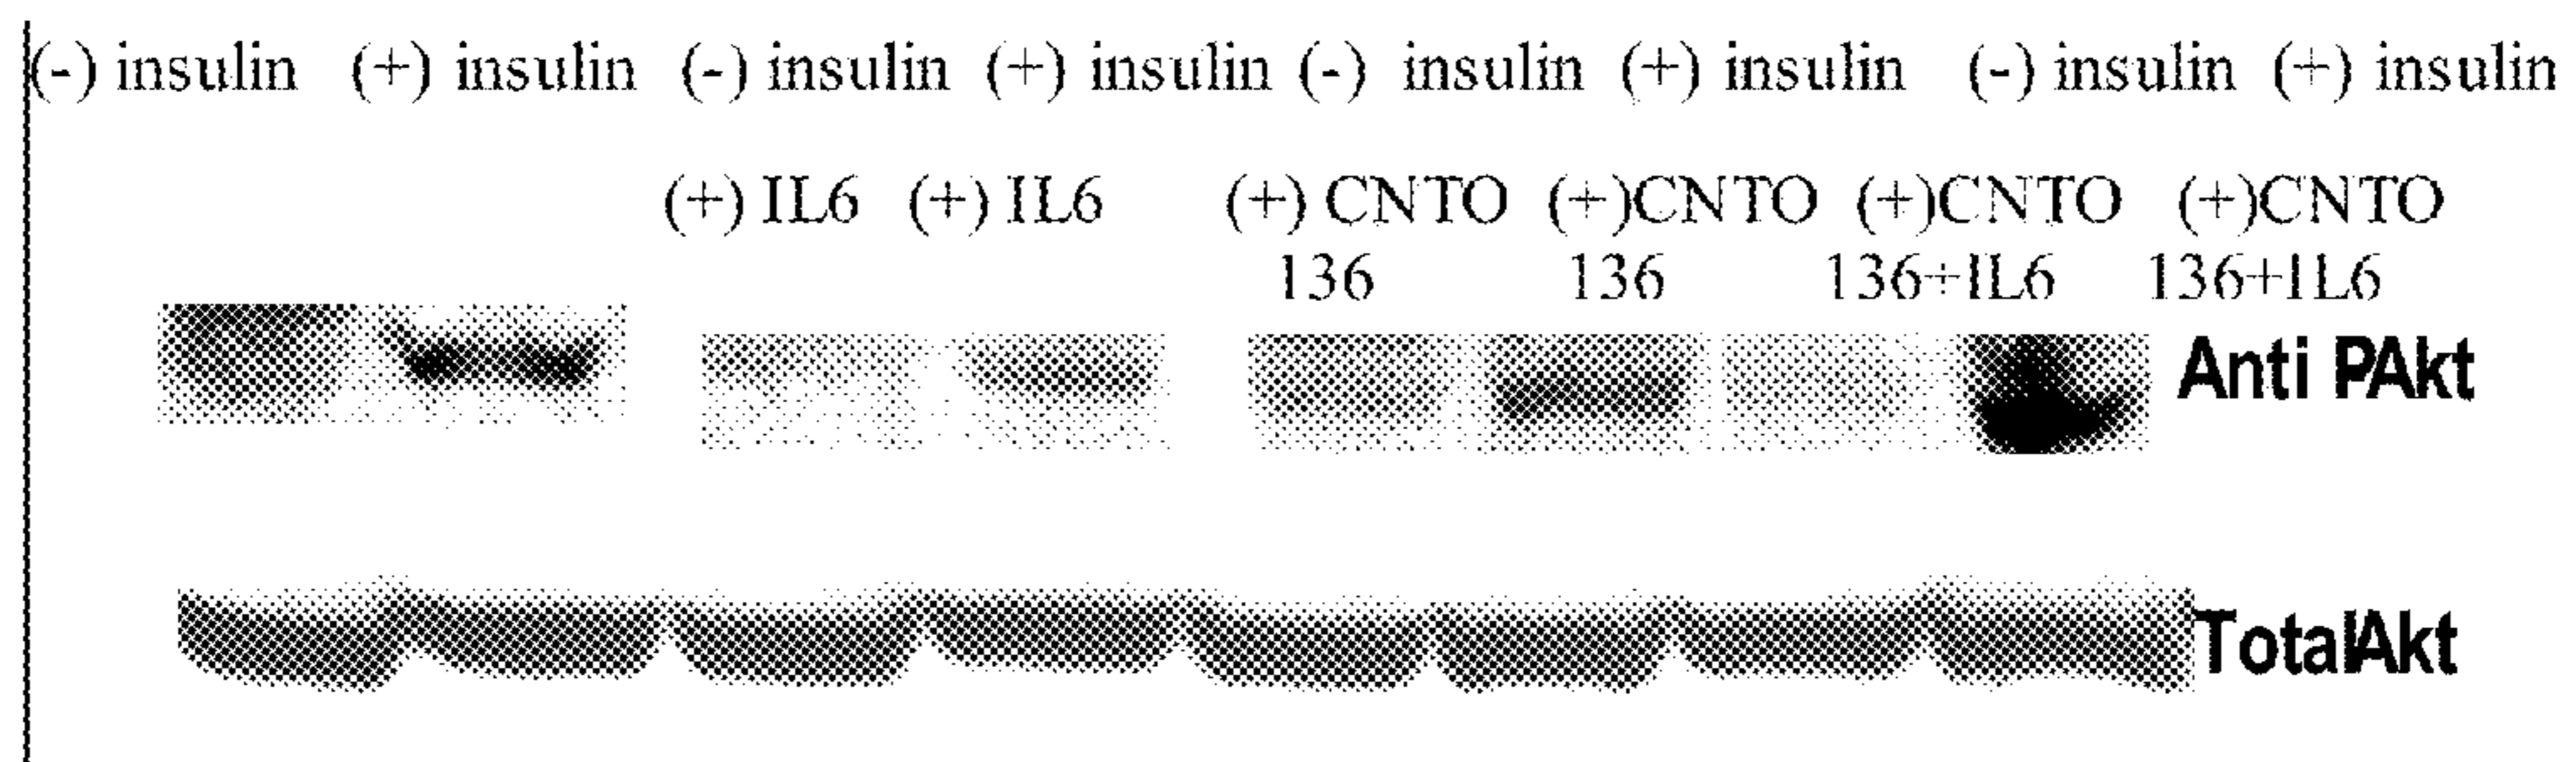 (-) insulin (+) insulin (-) insulin (+) insulin (-) insulin (+) insulin (-) insulin (+) insulin
(+) IL6 (+) IL6 (+) CNTO (+)CNTO (+)CNTO (+)CNTO
136 136 136+IL6 136+IL6
Anti PAkt
TotalAkt